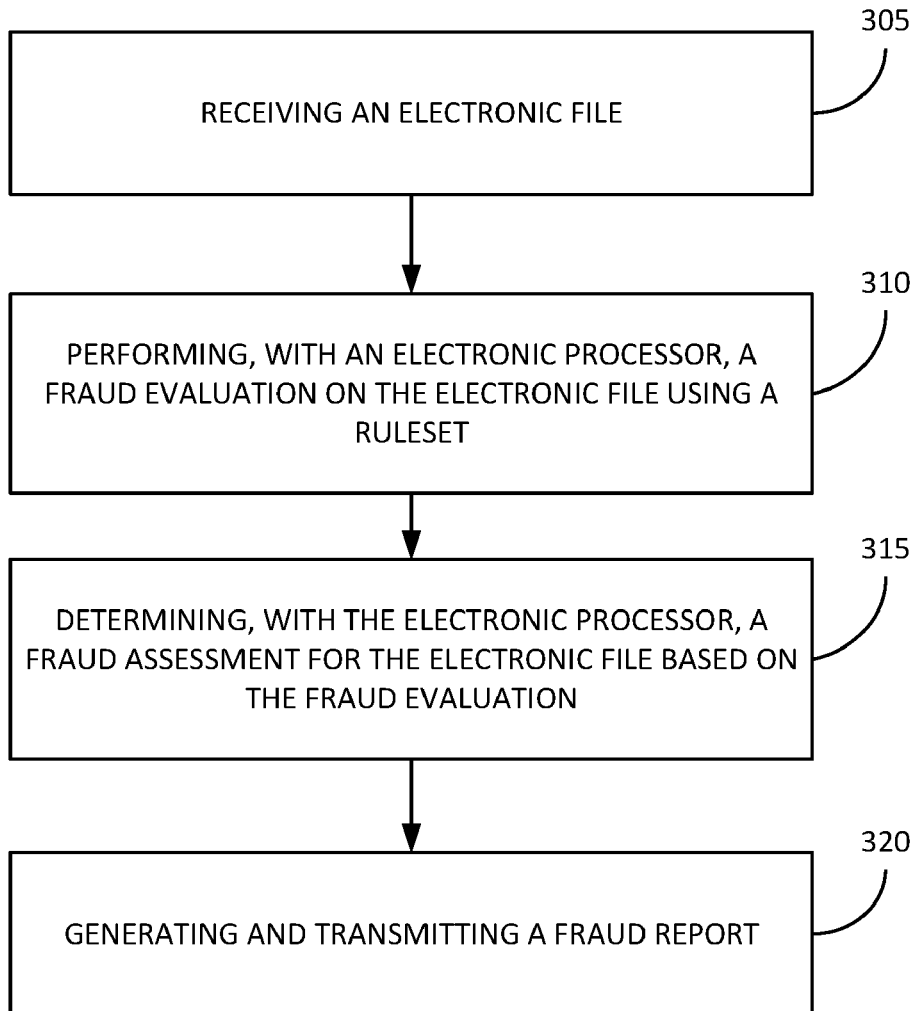 305
RECEIVING AN ELECTRONIC FILE
310
PERFORMING, WITH AN ELECTRONIC PROCESSOR, A
FRAUD EVALUATION ON THE ELECTRONIC FILE USING A
RULESET
315
DETERMINING, WITH THE ELECTRONIC PROCESSOR, A
FRAUD ASSESSMENT FOR THE ELECTRONIC FILE BASED ON
THE FRAUD EVALUATION
320
GENERATING AND TRANSMITTING A FRAUD REPORT